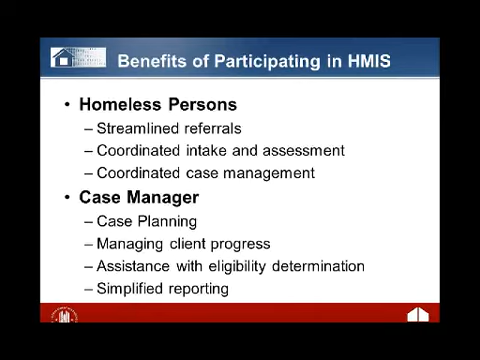 Benefits of Participating in HMIS
• Homeless Persons
– Streamlined referrals
– Coordinated intake and assessment
– Coordinated case management
• Case Manager
– Case Planning
– Managing client progress
– Assistance with eligibility determination
– Simplified reporting